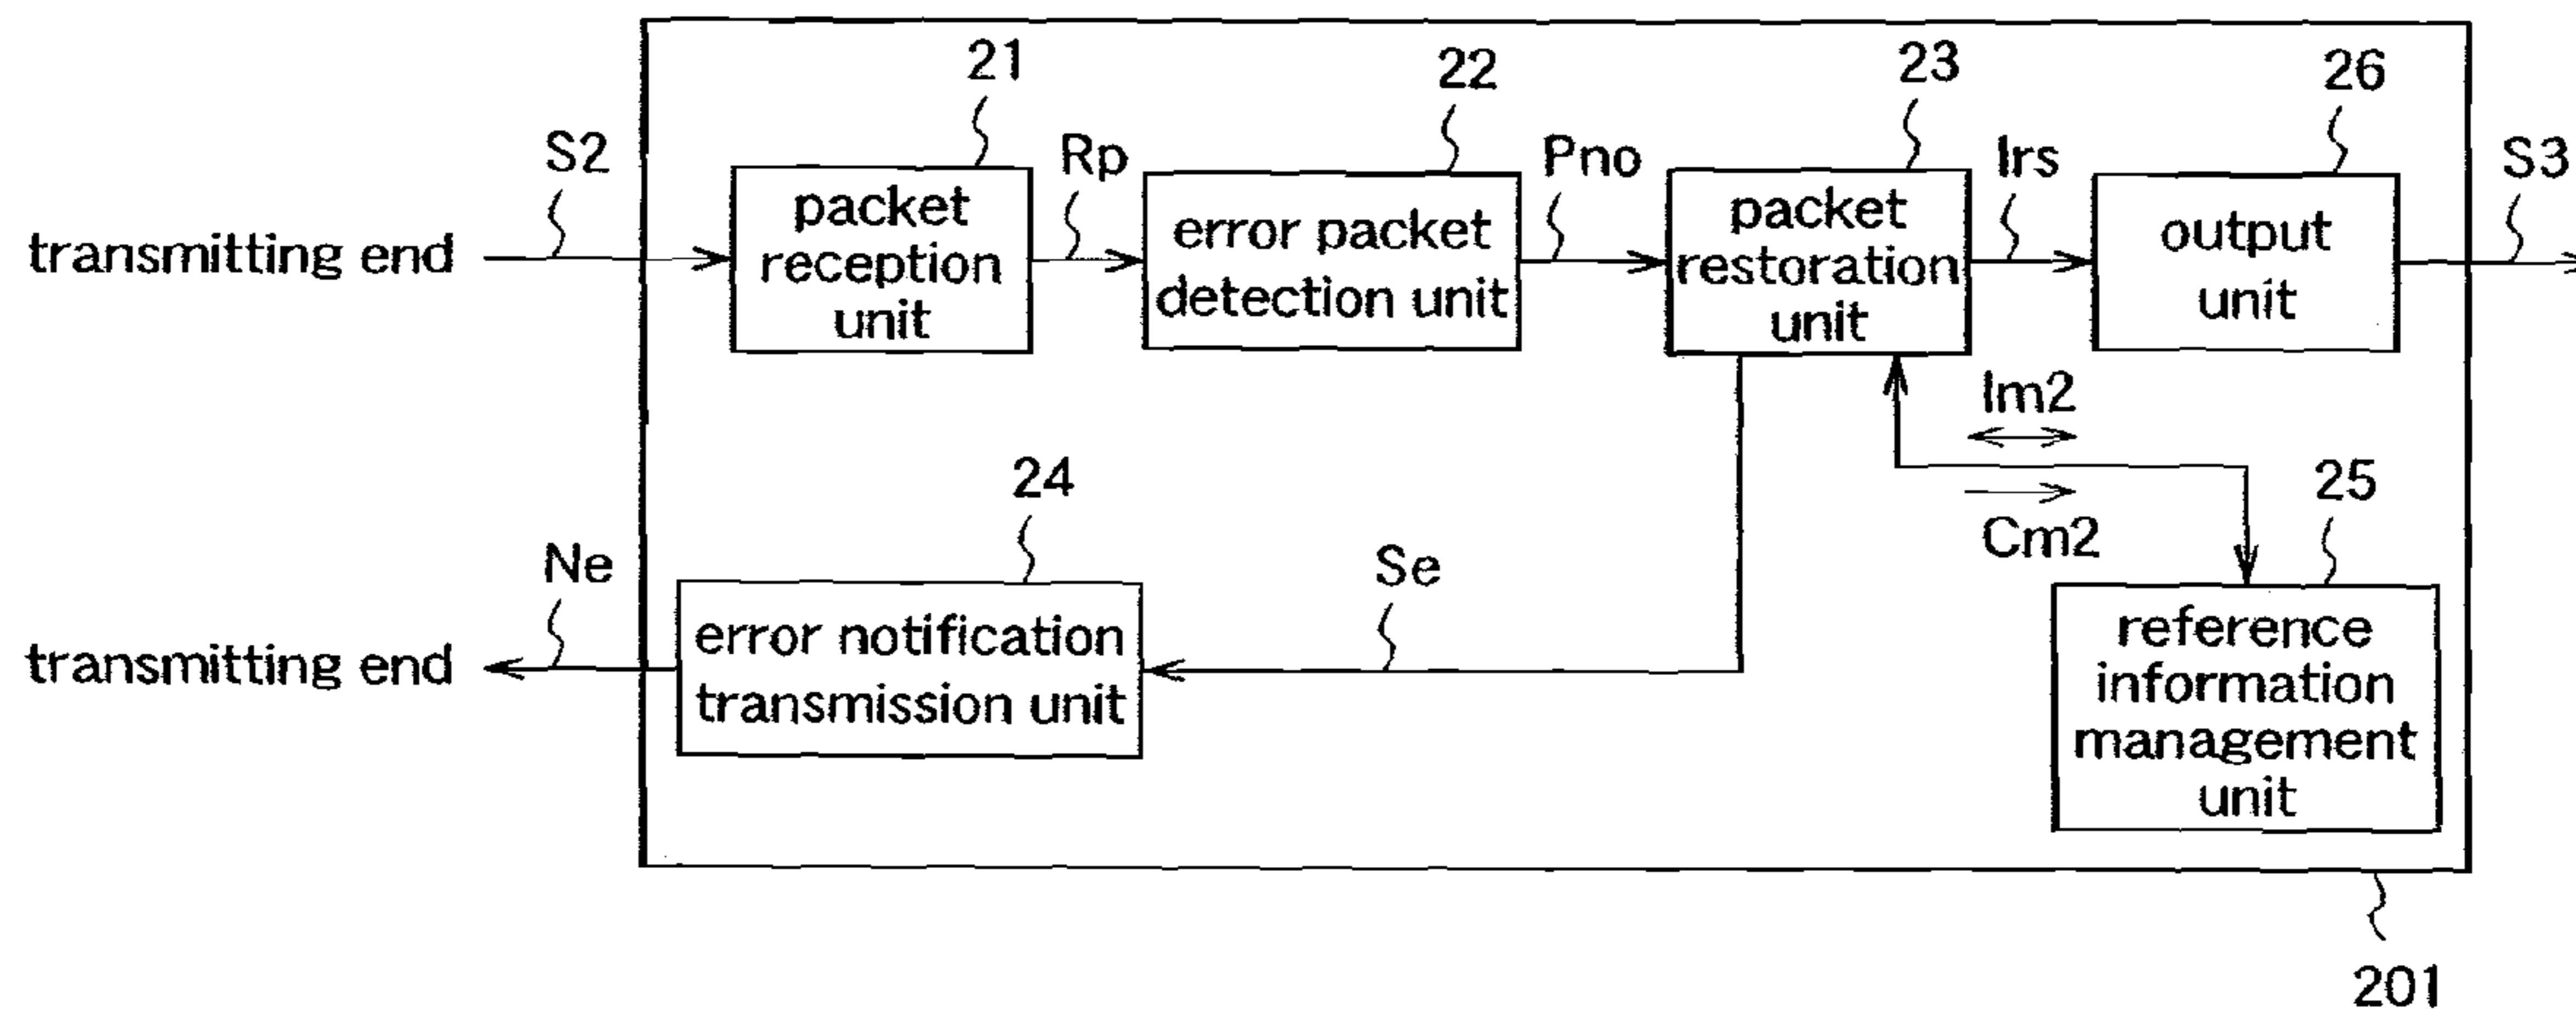 21
22
23
26
S2
Rp
Pno
Irs
S3
transmitting end
packet
reception
unit
error packet
detection unit
packet
restoration
unit
output
unit
Im2
Cm2
24
25
Ne
Se
transmitting end
error notification
transmission unit
reference
information
management
unit
201